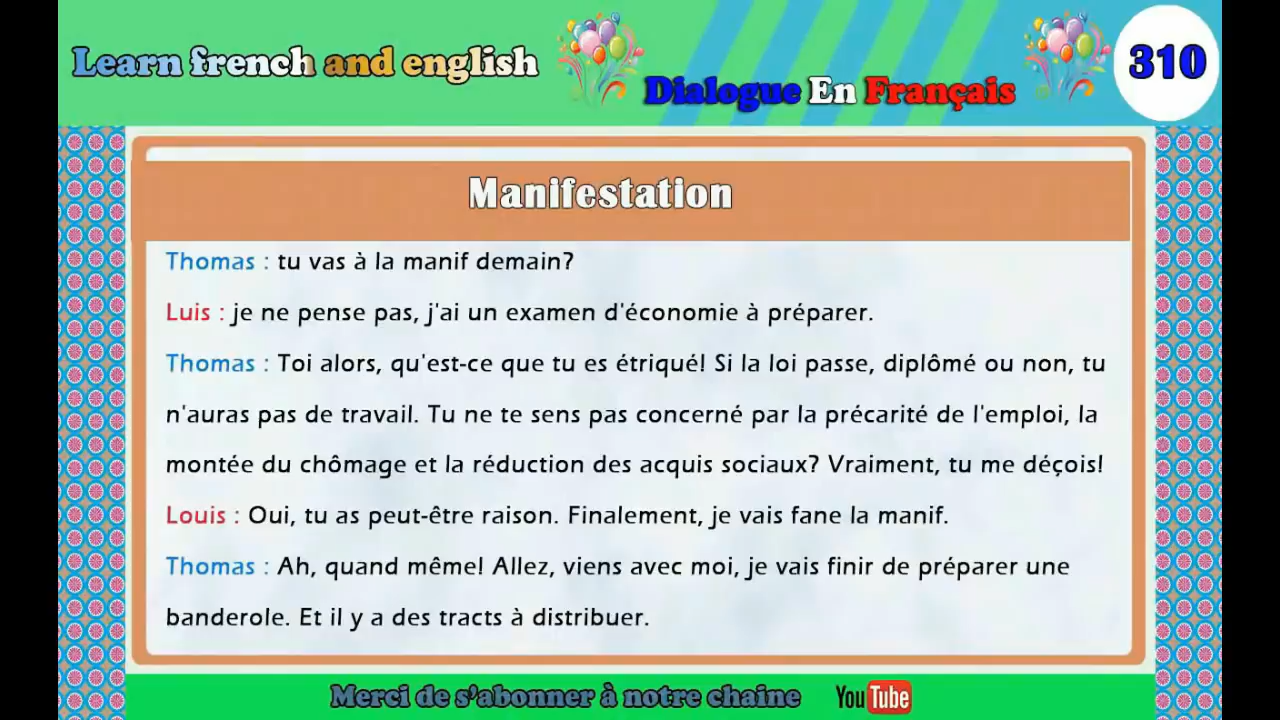 Learn french and english
Dialogue En Français
310
Manifestation
Thomas : tu vas à la manif demain?
Luis : je ne pense pas, j'ai un examen d'économie à préparer.
Thomas : Toi alors, qu'est-ce que tu es étriqué! Si la loi passe, diplômé ou non, tu
n'auras pas de travail. Tu ne te sens pas concerné par la précarité de l'emploi, la
montée du chômage et la réduction des acquis sociaux? Vraiment, tu me déçois!
Louis : Oui, tu as peut-être raison. Finalement, je vais fane la manif.
Thomas : Ah, quand même! Allez, viens avec moi, je vais finir de préparer une
banderole. Et il y a des tracts à distribuer.
Merci de s'abonner à notre chaine YouTube